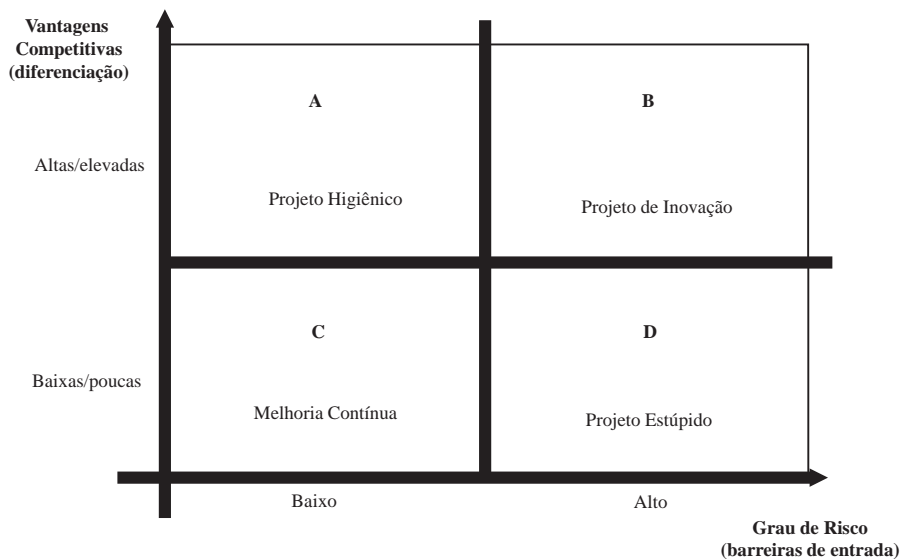 Vantagens
Competitivas
(diferenciação)
A
B
Altas/elevadas
Projeto Higiênico
Projeto de Inovação
C
D
Baixas/poucas
Melhoria Contínua
Projeto Estúpido
Baixo
Alto
Grau de Risco
(barreiras de entrada)